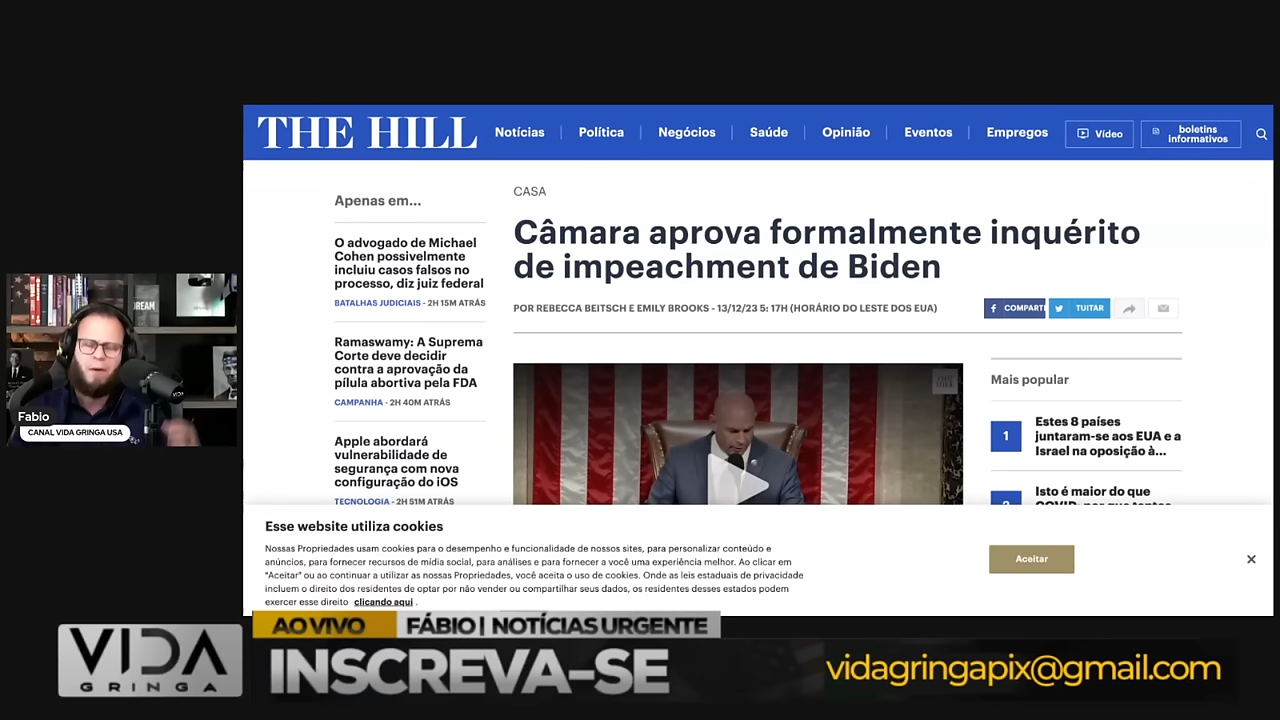 THE HILL
Notícias
Política
Negócios
Saúde
Opinião
Eventos
Empregos
Vídeo
boletins
informativos
Apenas em...
O advogado de Michael
Cohen possivelmente
incluiu casos falsos no
processo, diz juiz federal
BATALHAS JUDICIAIS - 2H 15M ATRÁS
Ramaswamy: A Suprema
Corte deve decidir
contra a aprovação da
pílula abortiva pela FDA
CAMPANHA - 2H 40M ATRÁS
Apple abordará
vulnerabilidade de
segurança com nova
configuração do iOS
TECNOLOGIA - 2H 51M ATRÁS
CASA
Câmara aprova formalmente inquérito
de impeachment de Biden
POR REBECCA BEITSCH E EMILY BROOKS - 13/12/23 5: 17H (HORÁRIO DO LESTE DOS EUA)
COMPARTI
TUITAR
THE HILL
Mais popular
1
Estes 8 países
juntaram-se aos EUA e a
Israel na oposição à...
2
Isto é maior do que
DREAM
Fabio
CANAL VIDA GRINGA USA
Esse website utiliza cookies
Nossas Propriedades usam cookies para o desempenho e funcionalidade de nossos sites, para personalizar conteúdo e
anúncios, para fornecer recursos de mídia social, para análises e para fornecer a você uma experiência melhor. Ao clicar em
"Aceitar" ou ao continuar a utilizar as nossas Propriedades, você aceita o uso de cookies. Onde as leis estaduais de privacidade
incluem o direito dos residentes de optar por não vender ou compartilhar seus dados, os residentes desses estados podem
exercer esse direito clicando aqui .
Aceitar
AO VIVO
FÁBIO | NOTÍCIAS URGENTE
VIDA
GRINGA
INSCREVA-SE
vidagringapix@gmail.com